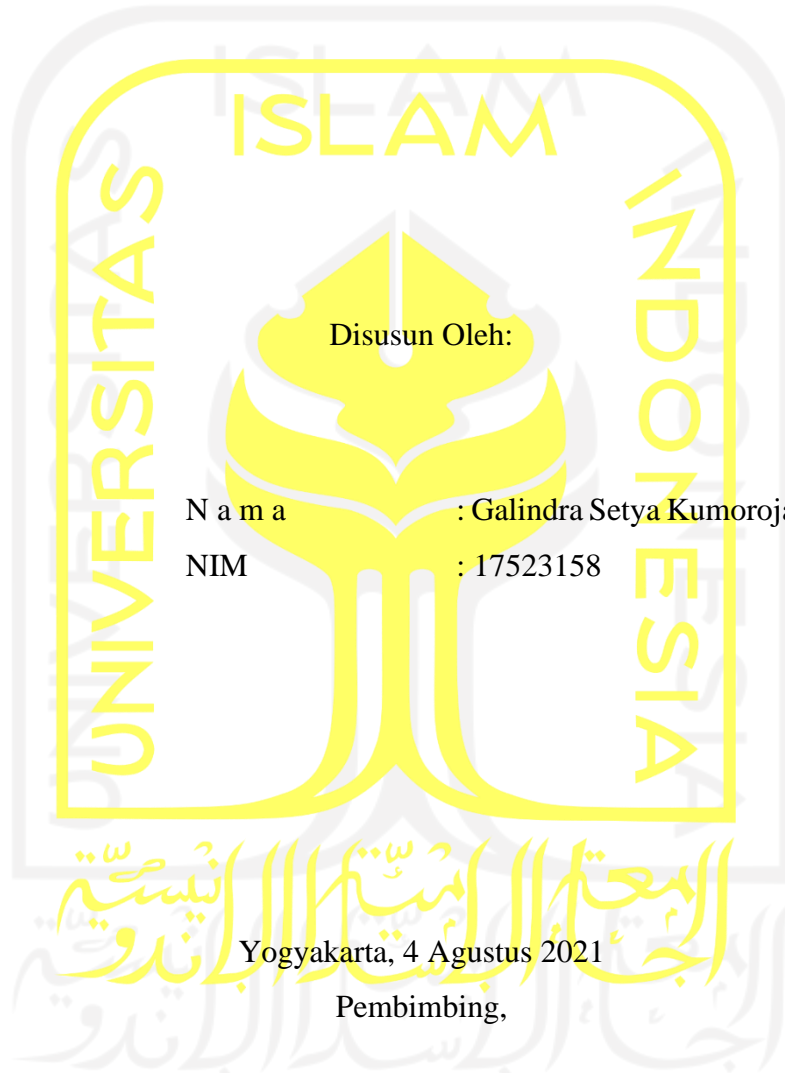 ISLAM
UNIVERSITAS
INDONESIA
Disusun Oleh:
N a m a : Galindra Setya Kumoroja
NIM : 17523158
Yogyakarta, 4 Agustus 2021
Pembimbing,